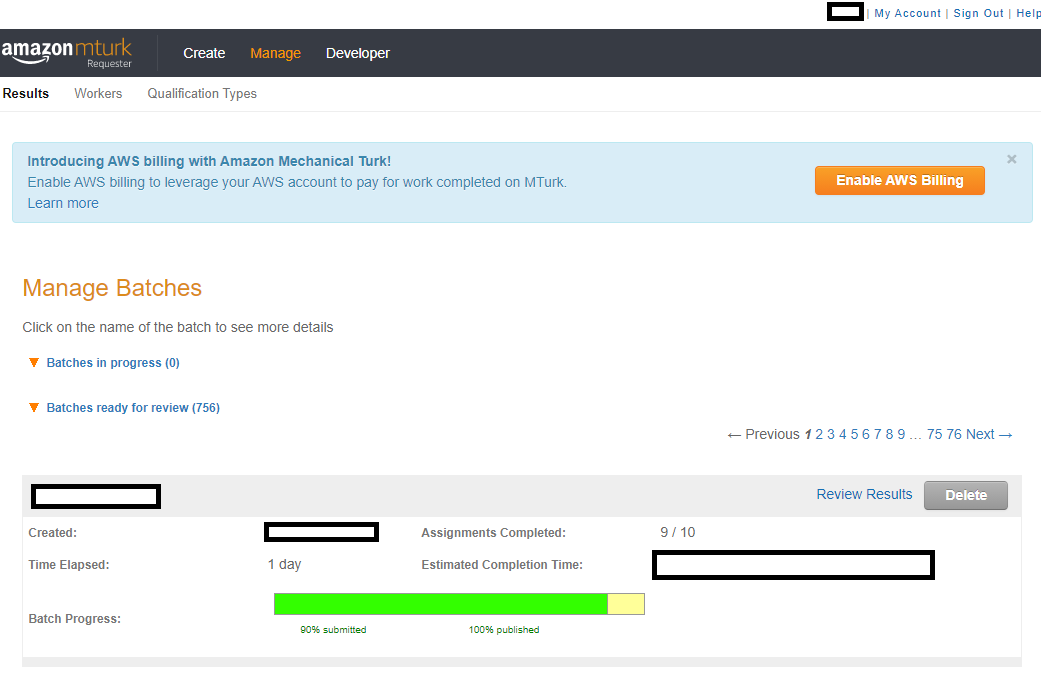 | My Account | Sign Out | Help
amazon mturk
Requester
Create Manage Developer
Results Workers Qualification Types
Introducing AWS billing with Amazon Mechanical Turk!
Enable AWS billing to leverage your AWS account to pay for work completed on MTurk.
Learn more
×
Enable AWS Billing
Manage Batches
Click on the name of the batch to see more details
Batches in progress (0)
Batches ready for review (756)
← Previous 1 2 3 4 5 6 7 8 9 … 75 76 Next →
Review Results Delete
Created: Assignments Completed: 9 / 10
Time Elapsed: 1 day Estimated Completion Time:
Batch Progress:
90% submitted 100% published